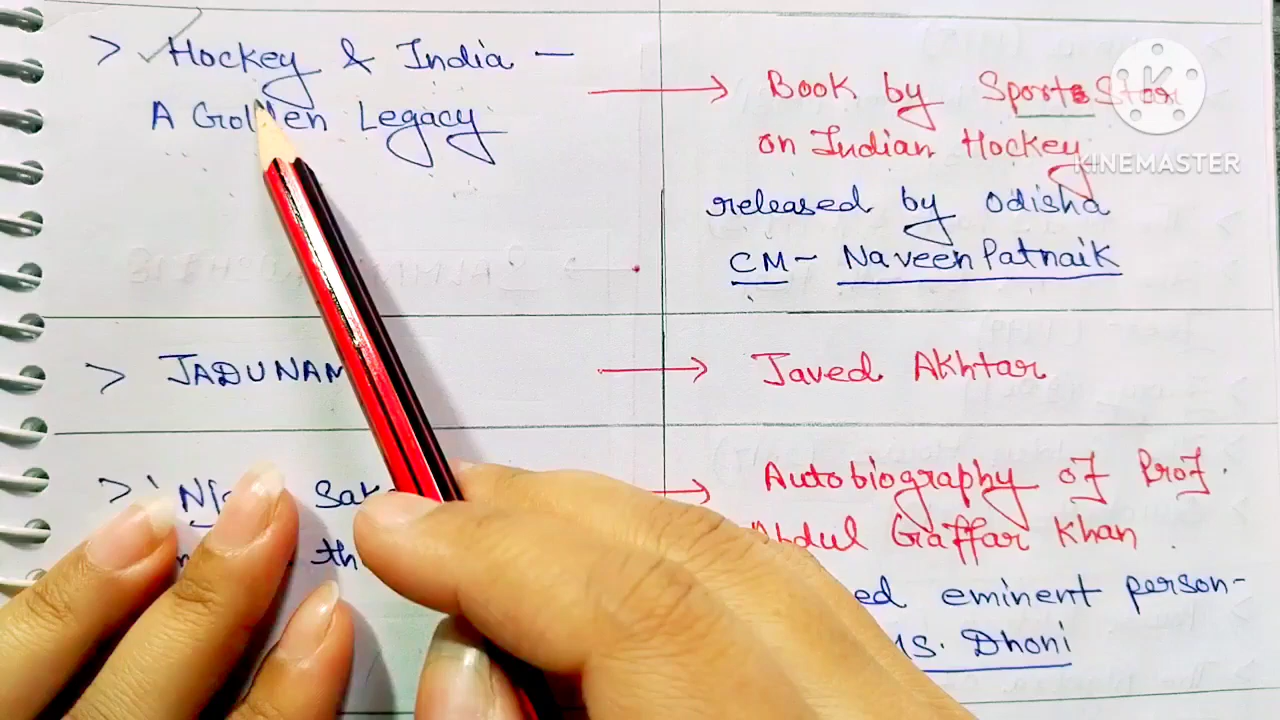 > Hockey & India —
A Golden Legacy
→ Book by Sports Star
on Indian Hockey
released by Odisha
CM - Naveen Patnaik
KINEMASTER
> JADUNAM
→ Javed Akhtar
>
→ Autobiography of Prof.
Abdul Gaffar Khan
th
eminent person-
MS. Dhoni